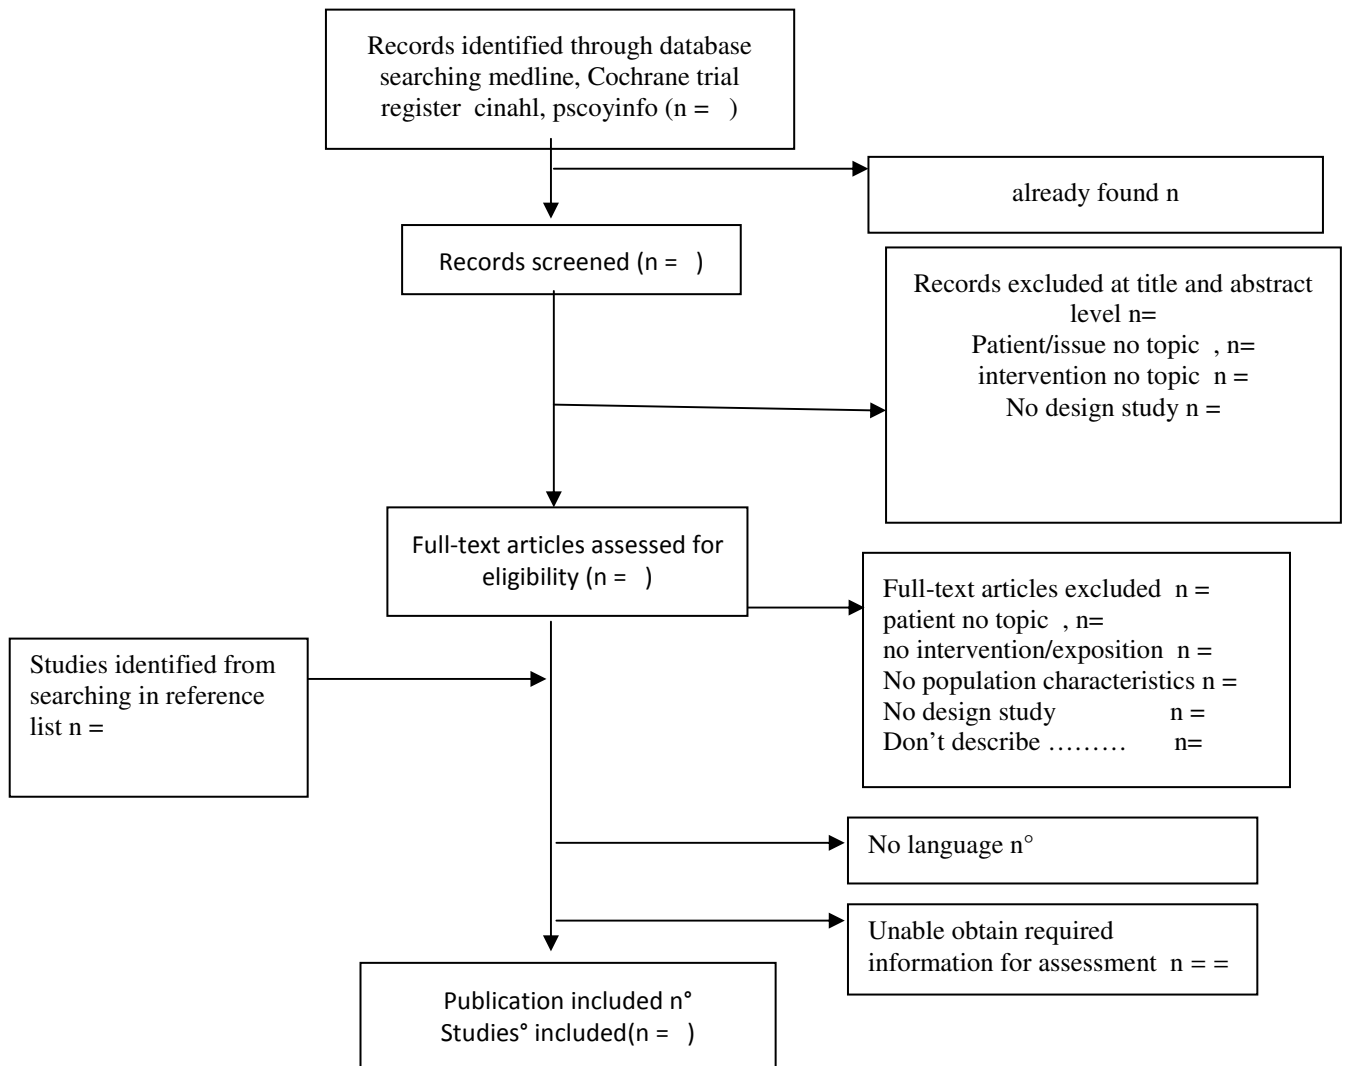 Records identified through database
searching medline, Cochrane trial
register cinahl, pscoyinfo (n = )
already found n
Records screened (n = )
Records excluded at title and abstract
level n=
Patient/issue no topic , n=
intervention no topic n =
No design study n =
Full-text articles assessed for
eligibility (n = )
Full-text articles excluded n =
patient no topic , n=
no intervention/exposition n =
No population characteristics n =
No design study n =
Don’t describe ……… n=
Studies identified from
searching in reference
list n =
No language n°
Unable obtain required
information for assessment n = =
Publication included n°
Studies° included(n = )